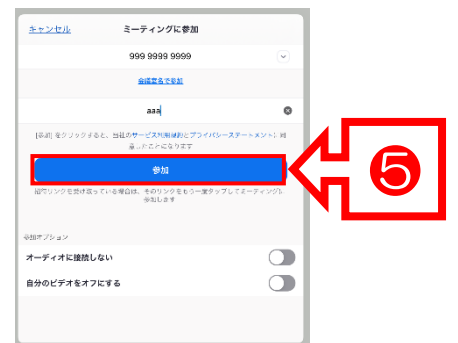 キャンセル ミーティングに参加
999 9999 9999
会議室名で参加
aaa
[参加] をクリックすると、当社のサービス利用規約とプライバシーステートメントに同
意したことになります
参加
招待リンクを受け取っている場合は、そのリンクをもう一度タップしてミーティングに
参加します
参加オプション
オーディオに接続しない
自分のビデオをオフにする
❺